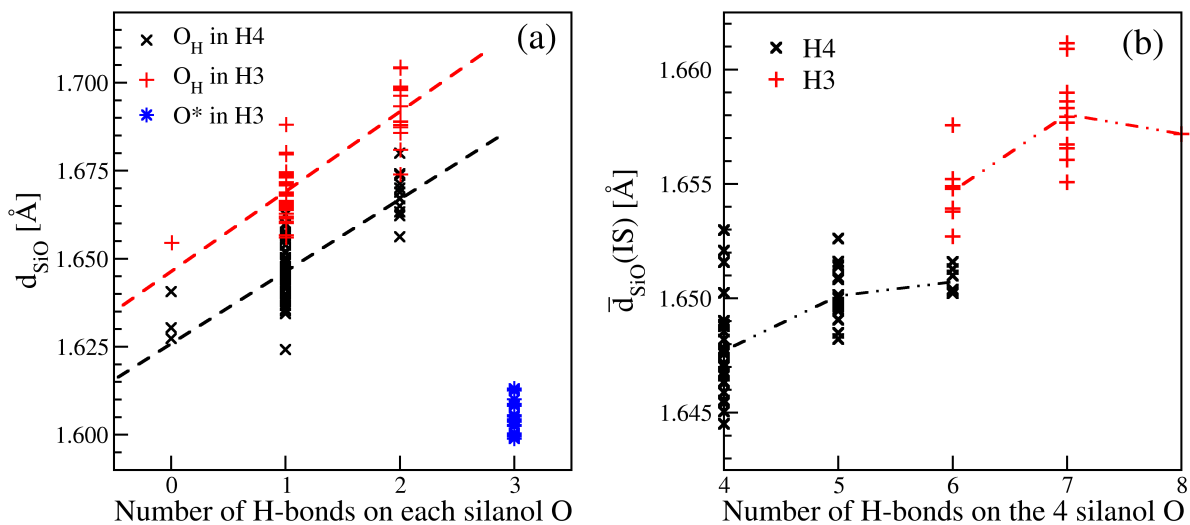 (a)
O_H in H4
O_H in H3
O* in H3
d_SiO [Å]
1.700
1.675
1.650
1.625
1.600
0 1 2 3
Number of H-bonds on each silanol O
(b)
H4
H3
d̅_SiO(IS) [Å]
1.660
1.655
1.650
1.645
4 5 6 7 8
Number of H-bonds on the 4 silanol O